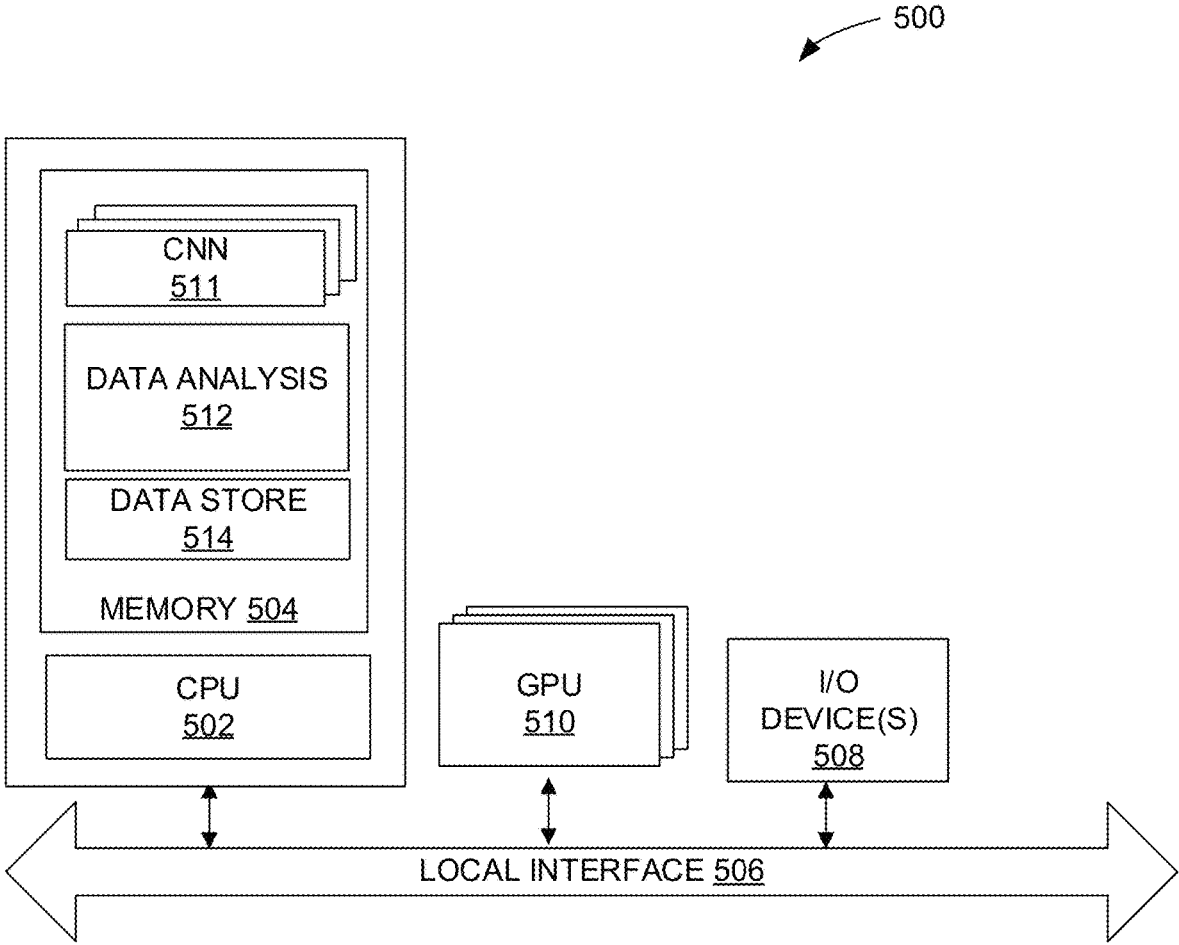 500
CNN
511
DATA ANALYSIS
512
DATA STORE
514
MEMORY 504
CPU
502
GPU
510
I/O
DEVICE(S)
508
LOCAL INTERFACE 506